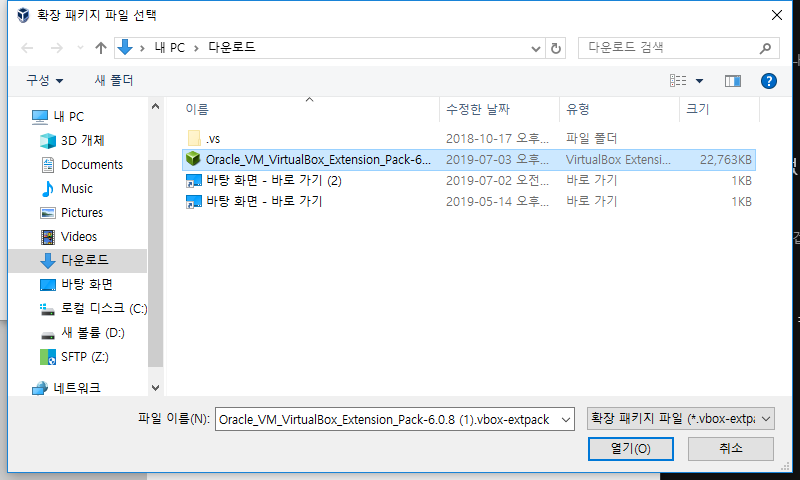 확장 패키지 파일 선택
내 PC > 다운로드
다운로드 검색
구성
새 폴더
이름 수정한 날짜 유형 크기
내 PC
3D 개체
Documents
Music
Pictures
Videos
다운로드
바탕 화면
로컬 디스크 (C:)
새 볼륨 (D:)
SFTP (Z:)
네트워크
.vs 2018-10-17 오후... 파일 폴더
Oracle_VM_VirtualBox_Extension_Pack-6.0... 2019-07-03 오후... VirtualBox Extensi... 22,763KB
바탕 화면 - 바로 가기 (2) 2019-07-02 오전... 바로 가기 1KB
바탕 화면 - 바로 가기 2019-05-14 오후... 바로 가기 1KB
파일 이름(N):
Oracle_VM_VirtualBox_Extension_Pack-6.0.8 (1).vbox-extpack
확장 패키지 파일 (*.vbox-extpa
열기(O)
취소